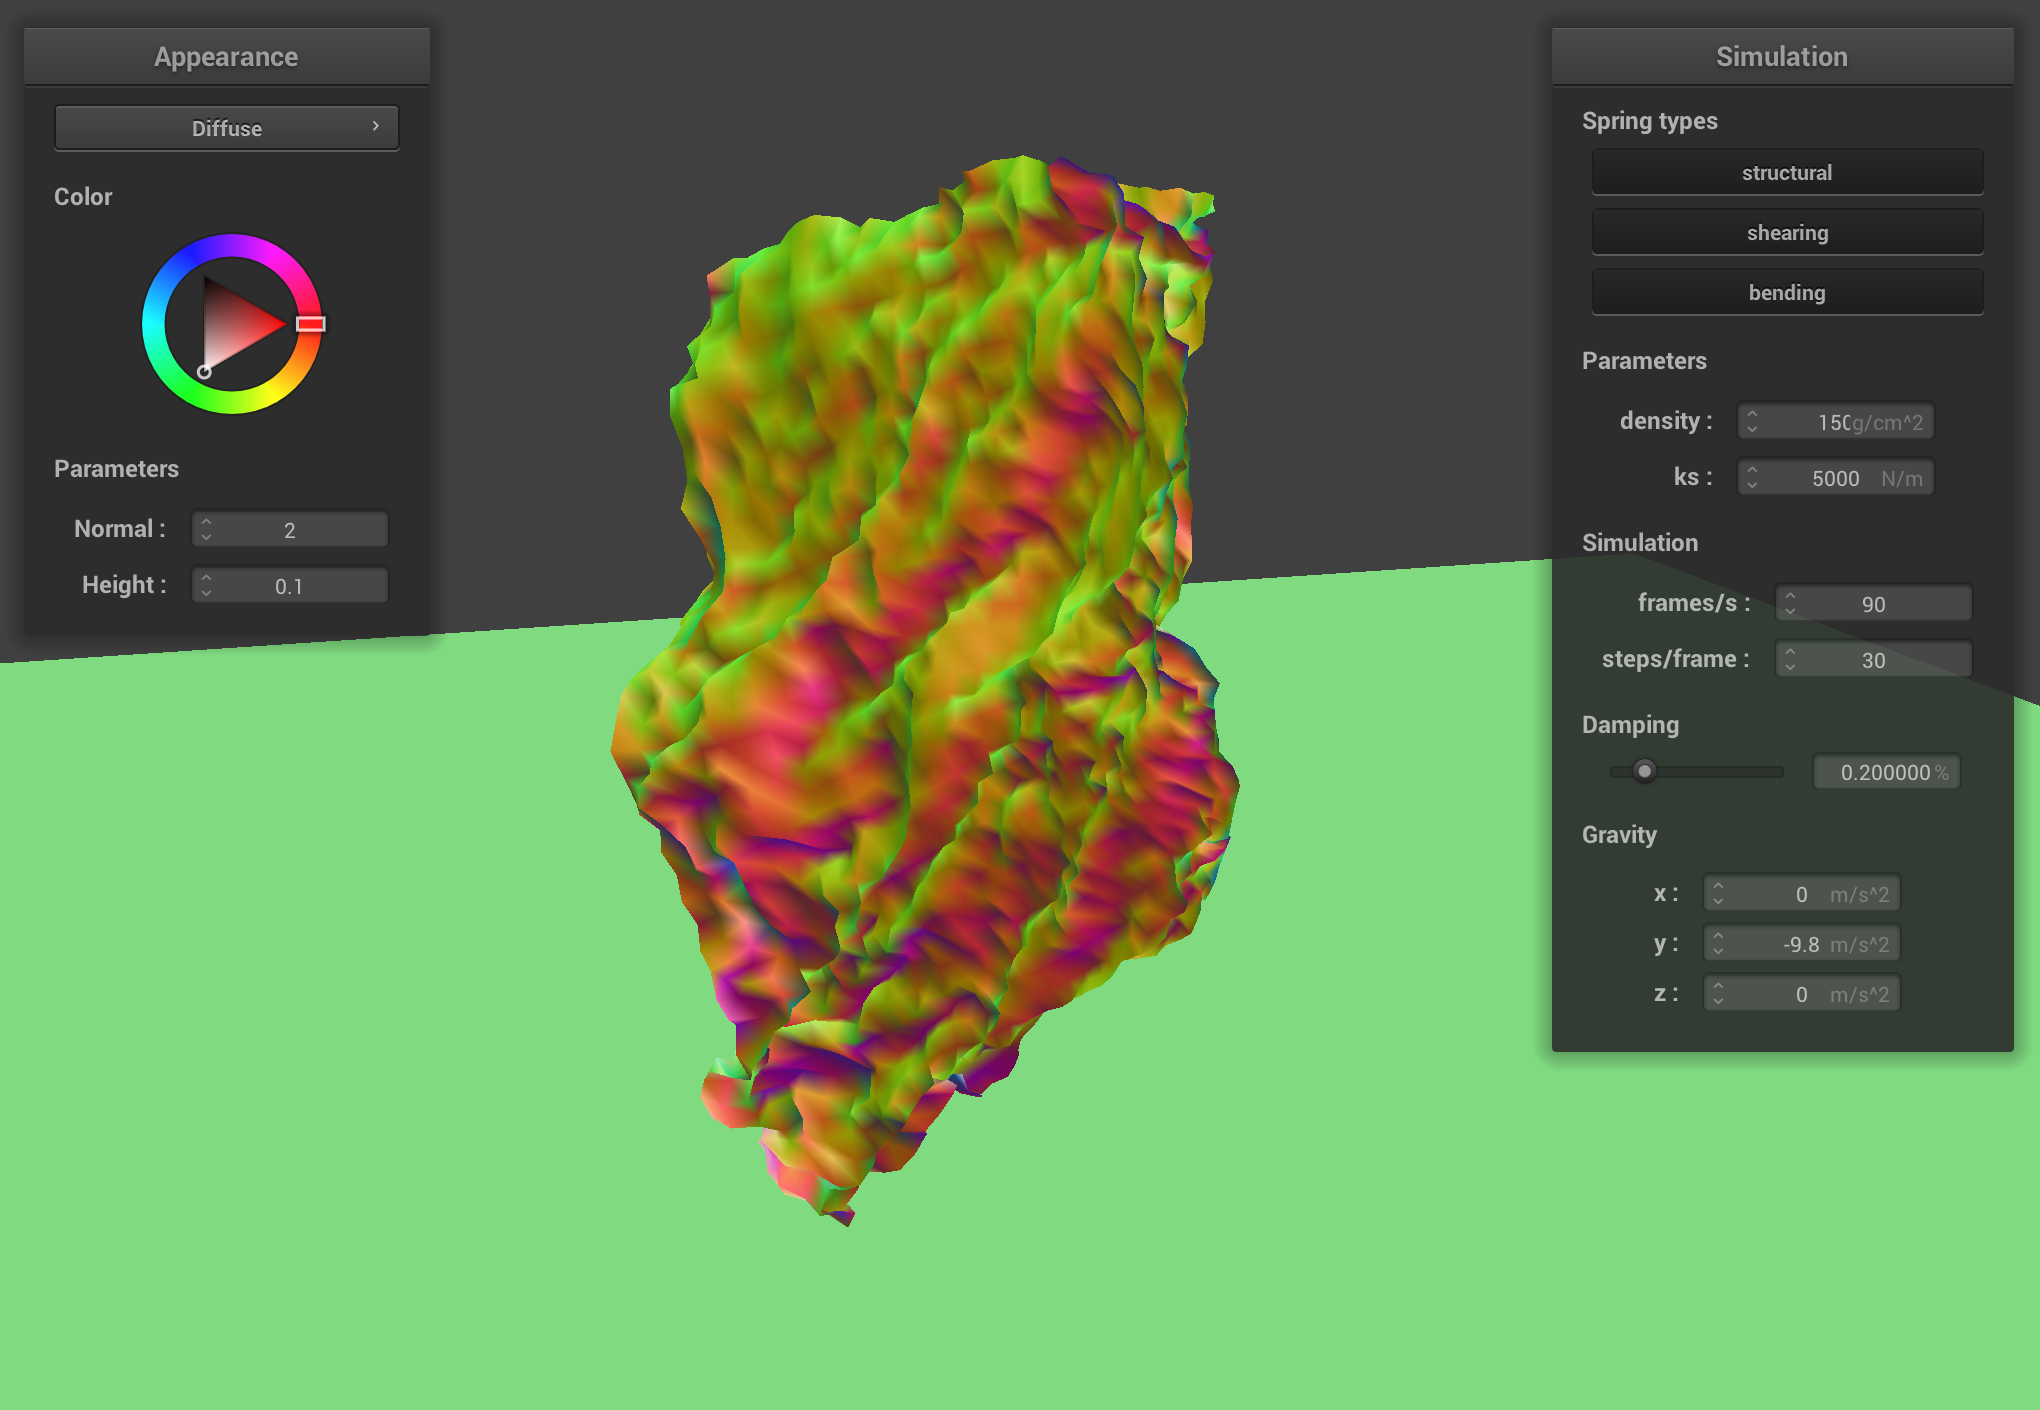 Appearance
Diffuse
Color
Parameters
Normal : 2
Height : 0.1
Simulation
Spring types
structural
shearing
bending
Parameters
density : 150 g/cm^2
ks : 5000 N/m
Simulation
frames/s : 90
steps/frame : 30
Damping
0.200000 %
Gravity
x : 0 m/s^2
y : -9.8 m/s^2
z : 0 m/s^2